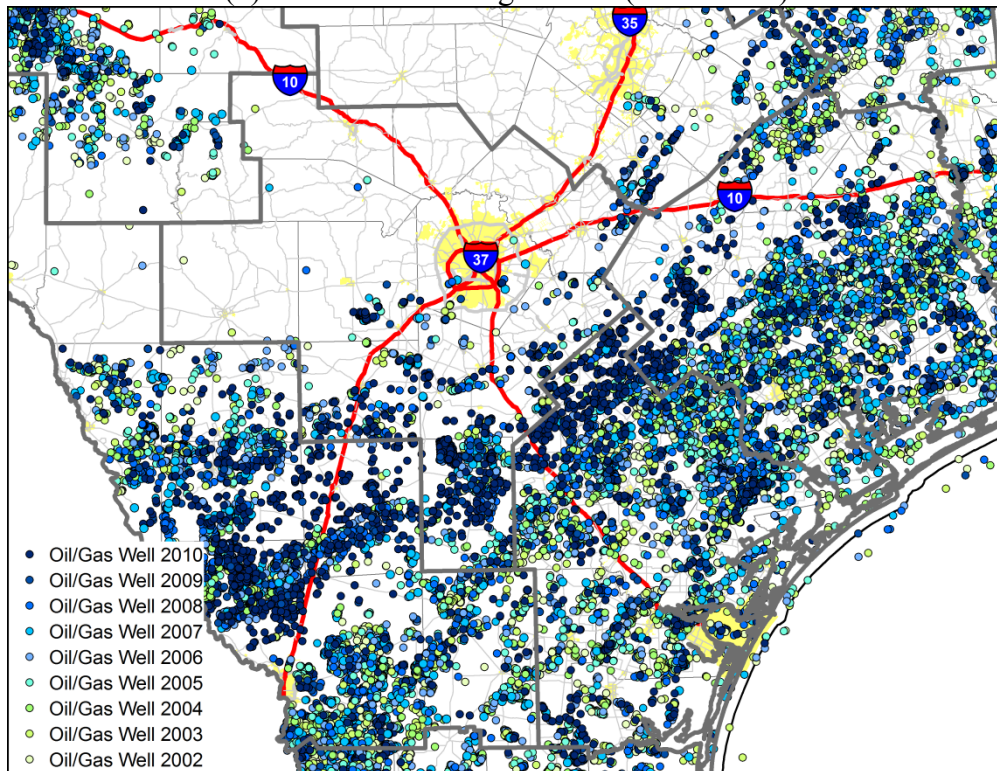 35
10
10
37
Oil/Gas Well 2010
Oil/Gas Well 2009
Oil/Gas Well 2008
Oil/Gas Well 2007
Oil/Gas Well 2006
Oil/Gas Well 2005
Oil/Gas Well 2004
Oil/Gas Well 2003
Oil/Gas Well 2002